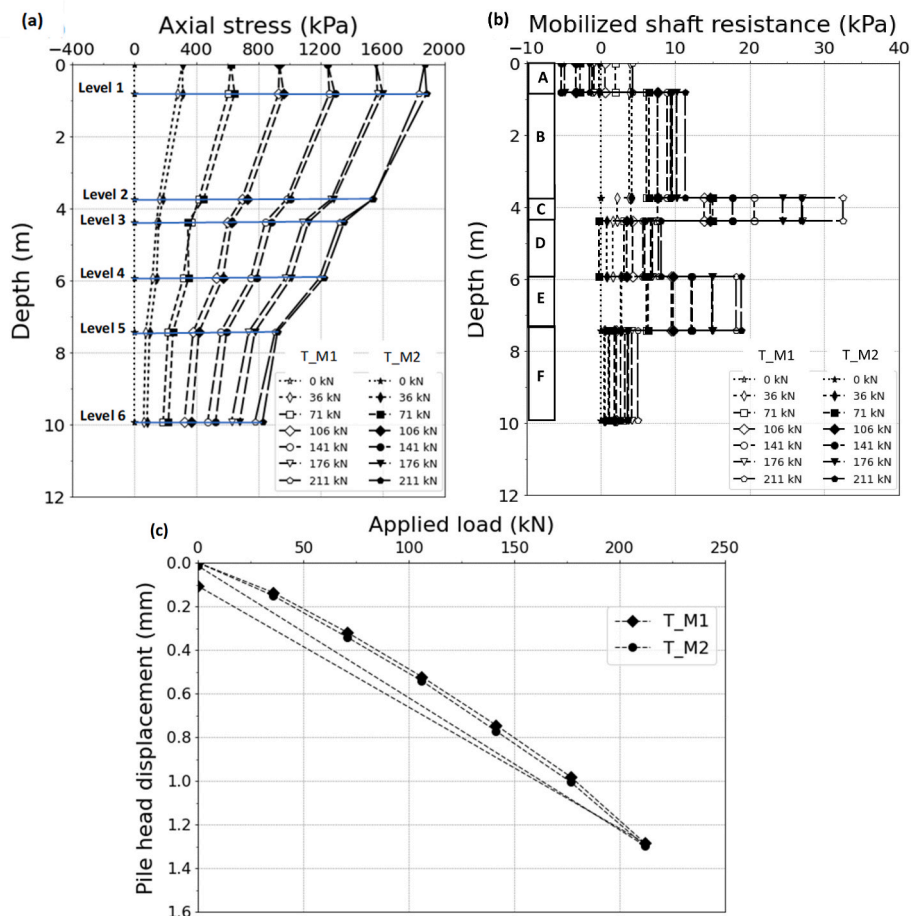 (a)
Axial stress (kPa)
−400 0 400 800 1200 1600 2000
0
2
4
6
8
10
12
Depth (m)
Level 1
Level 2
Level 3
Level 4
Level 5
Level 6
T_M1 T_M2
0 kN 0 kN
36 kN 36 kN
71 kN 71 kN
106 kN 106 kN
141 kN 141 kN
176 kN 176 kN
211 kN 211 kN
(b)
Mobilized shaft resistance (kPa)
−10 0 10 20 30 40
0
2
4
6
8
10
12
Depth (m)
A
B
C
D
E
F
T_M1 T_M2
0 kN 0 kN
36 kN 36 kN
71 kN 71 kN
106 kN 106 kN
141 kN 141 kN
176 kN 176 kN
211 kN 211 kN
(c)
Applied load (kN)
0 50 100 150 200 250
0.0
0.2
0.4
0.6
0.8
1.0
1.2
1.4
1.6
Pile head displacement (mm)
T_M1
T_M2